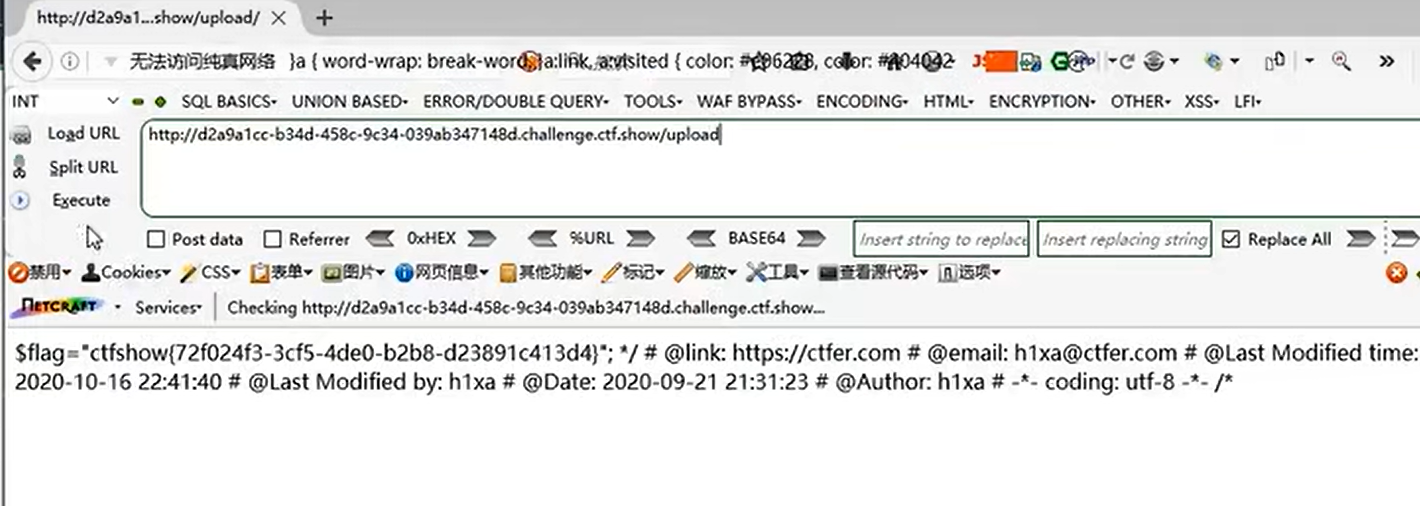 http://d2a9a1...show/upload/
无法访问纯真网络 }a { word-wrap: break-word; }a:link, a:visited { color:
INT SQL BASICS UNION BASED ERROR/DOUBLE QUERY TOOLS WAF BYPASS ENCODING HTML ENCRYPTION OTHER XSS LFI
Load URL http://d2a9a1cc-b34d-458c-9c34-039ab347148d.challenge.ctf.show/upload
Split URL
Execute
Post data Referrer 0xHEX %URL BASE64 Insert string to replace Insert replacing string Replace All
禁用 Cookies CSS 表单 图片 网页信息 其他功能 标记 缩放 工具 查看源代码 选项
NETCRAFT Services Checking http://d2a9a1cc-b34d-458c-9c34-039ab347148d.challenge.ctf.show...
$flag="ctfshow{72f024f3-3cf5-4de0-b2b8-d23891c413d4}"; */ # @link: https://ctfer.com # @email: h1xa@ctfer.com # @Last Modified time:
2020-10-16 22:41:40 # @Last Modified by: h1xa # @Date: 2020-09-21 21:31:23 # @Author: h1xa # -*- coding: utf-8 -*- /*